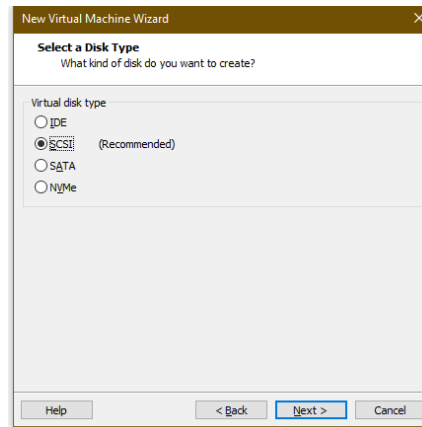 New Virtual Machine Wizard
Select a Disk Type
What kind of disk do you want to create?
Virtual disk type
IDE
SCSI (Recommended)
SATA
NVMe
Help < Back Next > Cancel